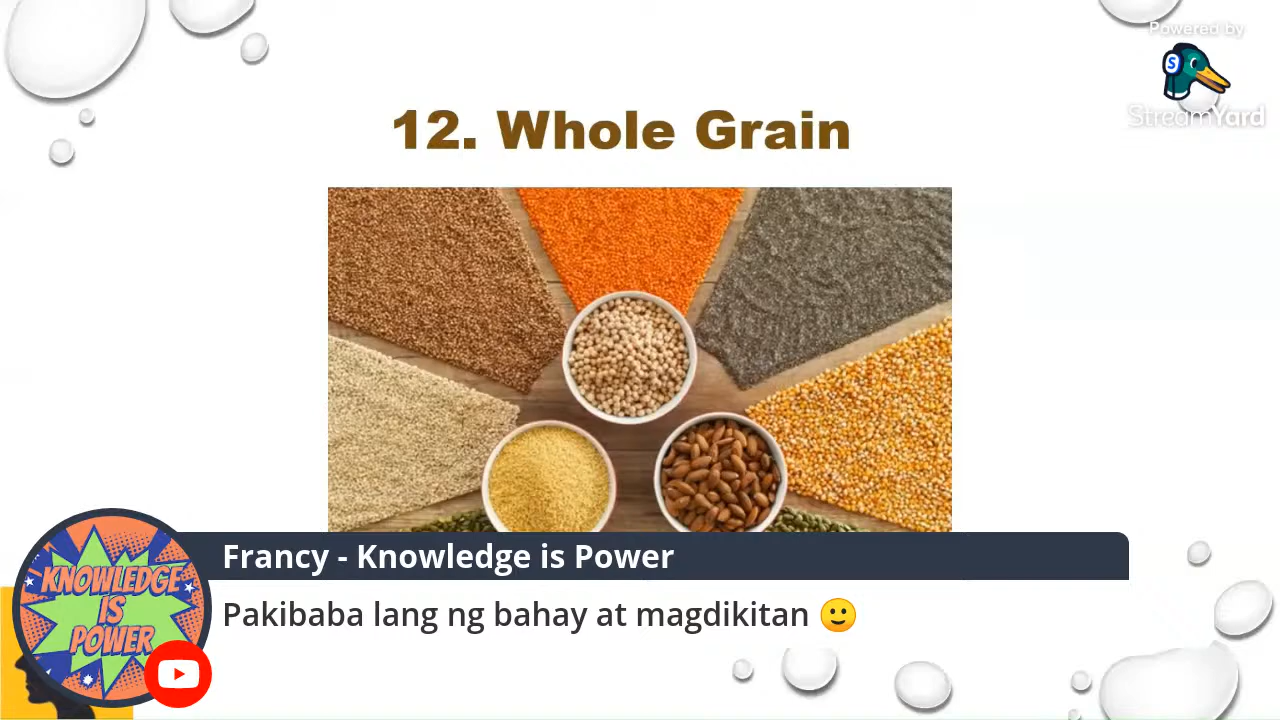 Powered by
StreamYard
12. Whole Grain
Francy - Knowledge is Power
Pakibaba lang ng bahay at magdikitan 🙂
KNOWLEDGE
IS
POWER
S